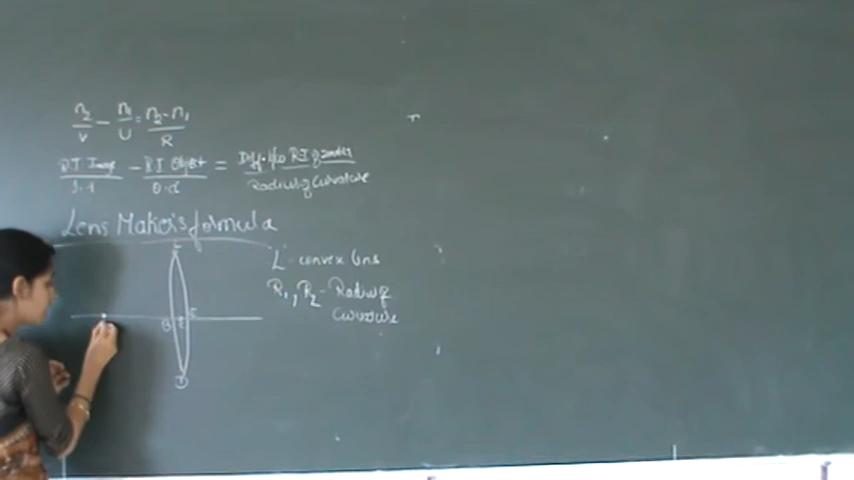 n2/v - n1/u = n2-n1/R
RI Image/I.d - RI Object/O.d = Diff. b/w RI of media/Radius of curvature
Lens Maker's formula
L - convex lens
R1, R2 - Radius of
curvature
B
D